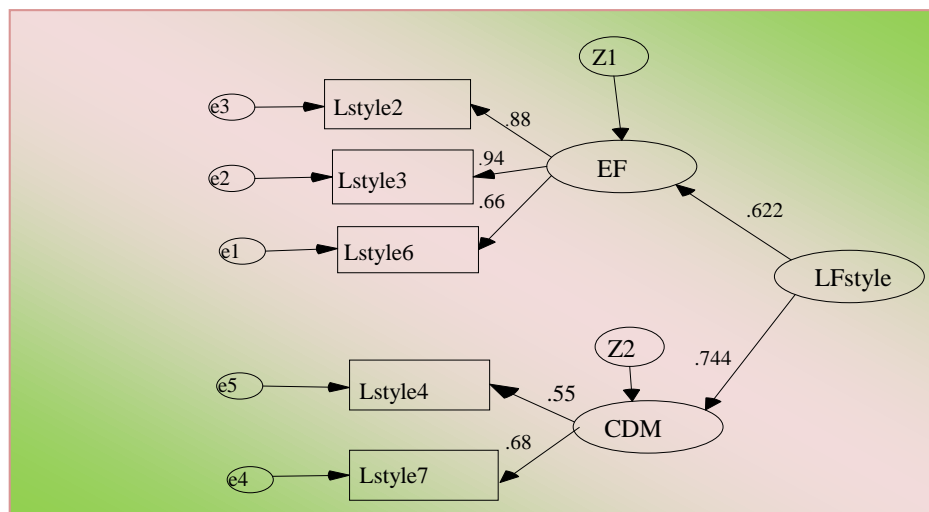 Z1
e3
Lstyle2
.88
e2
Lstyle3
.94
EF
.66
.622
e1
Lstyle6
LFstyle
Z2
.744
e5
Lstyle4
.55
CDM
.68
e4
Lstyle7